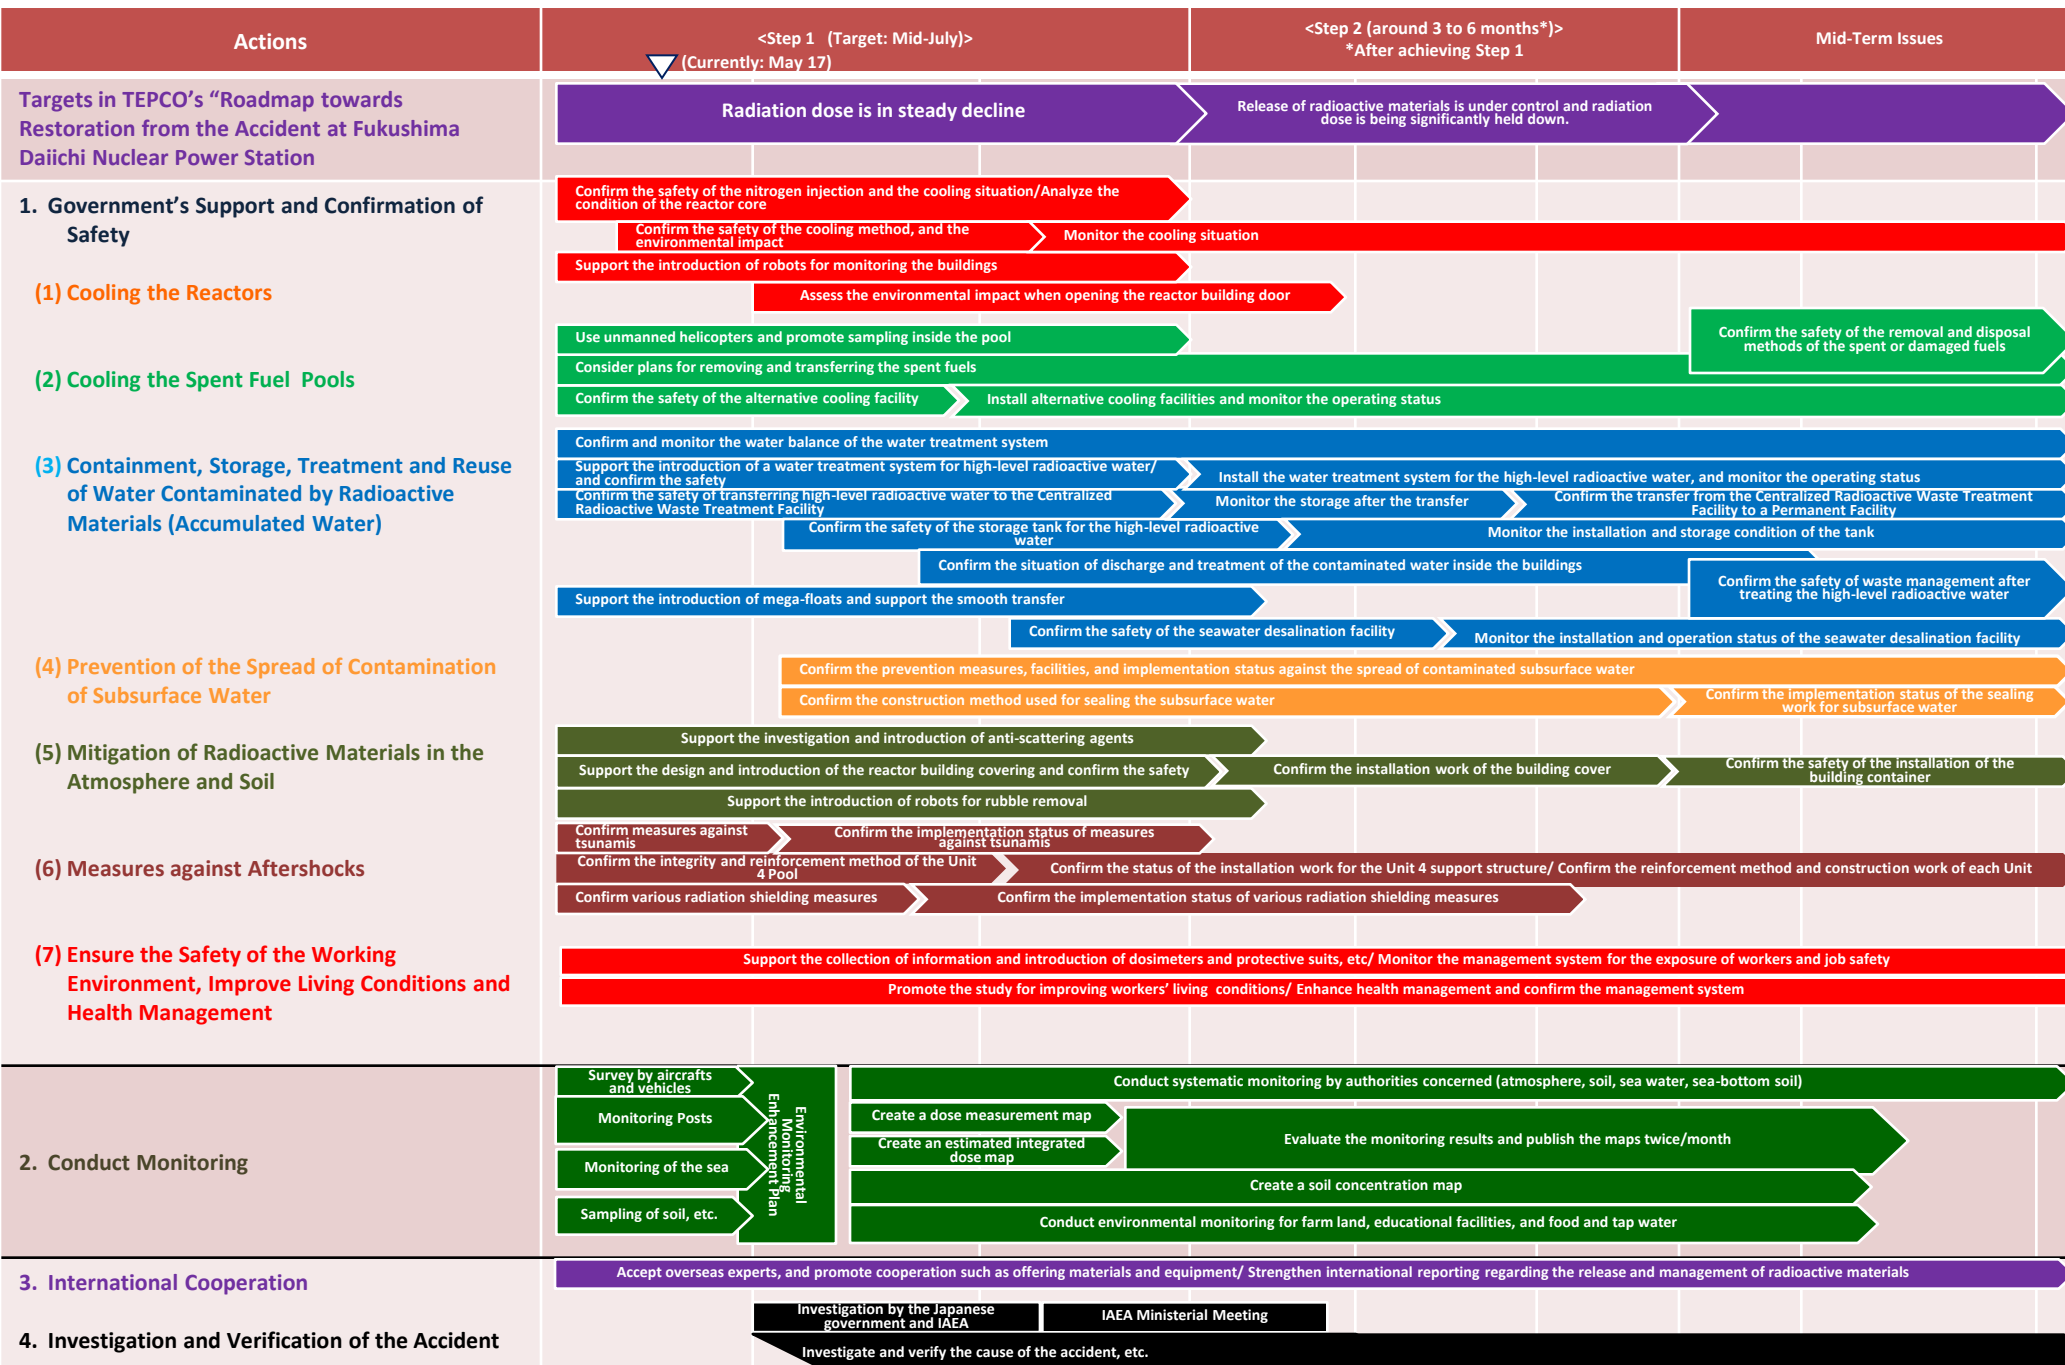 Actions
<Step 1 (Target: Mid-July)>
(Currently: May 17)
<Step 2 (around 3 to 6 months*)>
*After achieving Step 1
Mid-Term Issues
Targets in TEPCO's “Roadmap towards
Restoration from the Accident at Fukushima
Daiichi Nuclear Power Station
Radiation dose is in steady decline
Release of radioactive materials is under control and radiation
dose is being significantly held down.
1. Government's Support and Confirmation of
Safety
Confirm the safety of the nitrogen injection and the cooling situation/Analyze the
condition of the reactor core
Confirm the safety of the cooling method, and the
environmental impact
Monitor the cooling situation
(1) Cooling the Reactors
Support the introduction of robots for monitoring the buildings
Assess the environmental impact when opening the reactor building door
(2) Cooling the Spent Fuel Pools
Use unmanned helicopters and promote sampling inside the pool
Confirm the safety of the removal and disposal
methods of the spent or damaged fuels
Consider plans for removing and transferring the spent fuels
Confirm the safety of the alternative cooling facility
Install alternative cooling facilities and monitor the operating status
(3) Containment, Storage, Treatment and Reuse
of Water Contaminated by Radioactive
Materials (Accumulated Water)
Confirm and monitor the water balance of the water treatment system
Support the introduction of a water treatment system for high-level radioactive water/
and confirm the safety
Install the water treatment system for the high-level radioactive water, and monitor the operating status
Confirm the safety of transferring high-level radioactive water to the Centralized
Radioactive Waste Treatment Facility
Monitor the storage after the transfer
Confirm the transfer from the Centralized Radioactive Waste Treatment
Facility to a Permanent Facility
Confirm the safety of the storage tank for the high-level radioactive
water
Monitor the installation and storage condition of the tank
Confirm the situation of discharge and treatment of the contaminated water inside the buildings
Confirm the safety of waste management after
treating the high-level radioactive water
Support the introduction of mega-floats and support the smooth transfer
Confirm the safety of the seawater desalination facility
Monitor the installation and operation status of the seawater desalination facility
(4) Prevention of the Spread of Contamination
of Subsurface Water
Confirm the prevention measures, facilities, and implementation status against the spread of contaminated subsurface water
Confirm the construction method used for sealing the subsurface water
Confirm the implementation status of the sealing
work for subsurface water
(5) Mitigation of Radioactive Materials in the
Atmosphere and Soil
Support the investigation and introduction of anti-scattering agents
Support the design and introduction of the reactor building covering and confirm the safety
Confirm the installation work of the building cover
Confirm the safety of the installation of the
building container
Support the introduction of robots for rubble removal
(6) Measures against Aftershocks
Confirm measures against
tsunamis
Confirm the implementation status of measures
against tsunamis
Confirm the integrity and reinforcement method of the Unit
4 Pool
Confirm the status of the installation work for the Unit 4 support structure/ Confirm the reinforcement method and construction work of each Unit
Confirm various radiation shielding measures
Confirm the implementation status of various radiation shielding measures
(7) Ensure the Safety of the Working
Environment, Improve Living Conditions and
Health Management
Support the collection of information and introduction of dosimeters and protective suits, etc/ Monitor the management system for the exposure of workers and job safety
Promote the study for improving workers' living conditions/ Enhance health management and confirm the management system
2. Conduct Monitoring
Survey by aircrafts
and vehicles
Monitoring Posts
Monitoring of the sea
Sampling of soil, etc.
Environmental
Monitoring
Enhancement Plan
Conduct systematic monitoring by authorities concerned (atmosphere, soil, sea water, sea-bottom soil)
Create a dose measurement map
Create an estimated integrated
dose map
Evaluate the monitoring results and publish the maps twice/month
Create a soil concentration map
Conduct environmental monitoring for farm land, educational facilities, and food and tap water
3. International Cooperation
Accept overseas experts, and promote cooperation such as offering materials and equipment/ Strengthen international reporting regarding the release and management of radioactive materials
4. Investigation and Verification of the Accident
Investigation by the Japanese
government and IAEA
IAEA Ministerial Meeting
Investigate and verify the cause of the accident, etc.